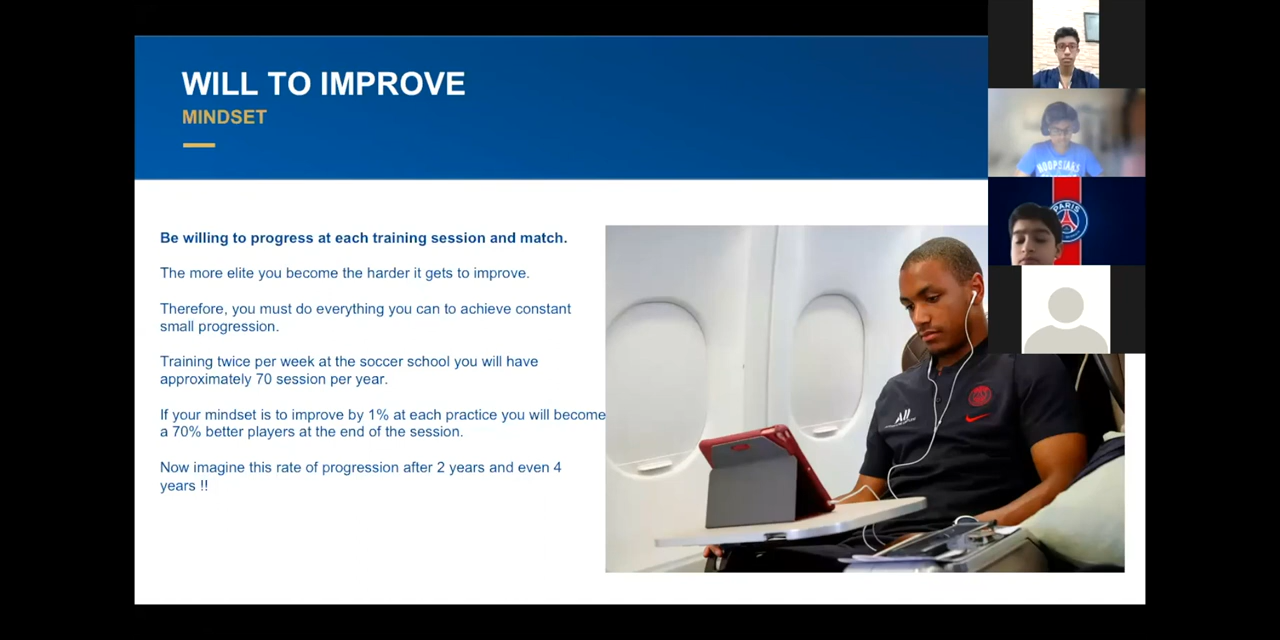 WILL TO IMPROVE
MINDSET
Be willing to progress at each training session and match.
The more elite you become the harder it gets to improve.
Therefore, you must do everything you can to achieve constant
small progression.
Training twice per week at the soccer school you will have
approximately 70 session per year.
If your mindset is to improve by 1% at each practice you will become
a 70% better players at the end of the session.
Now imagine this rate of progression after 2 years and even 4
years !!
HOOPSTARS
PARIS
All